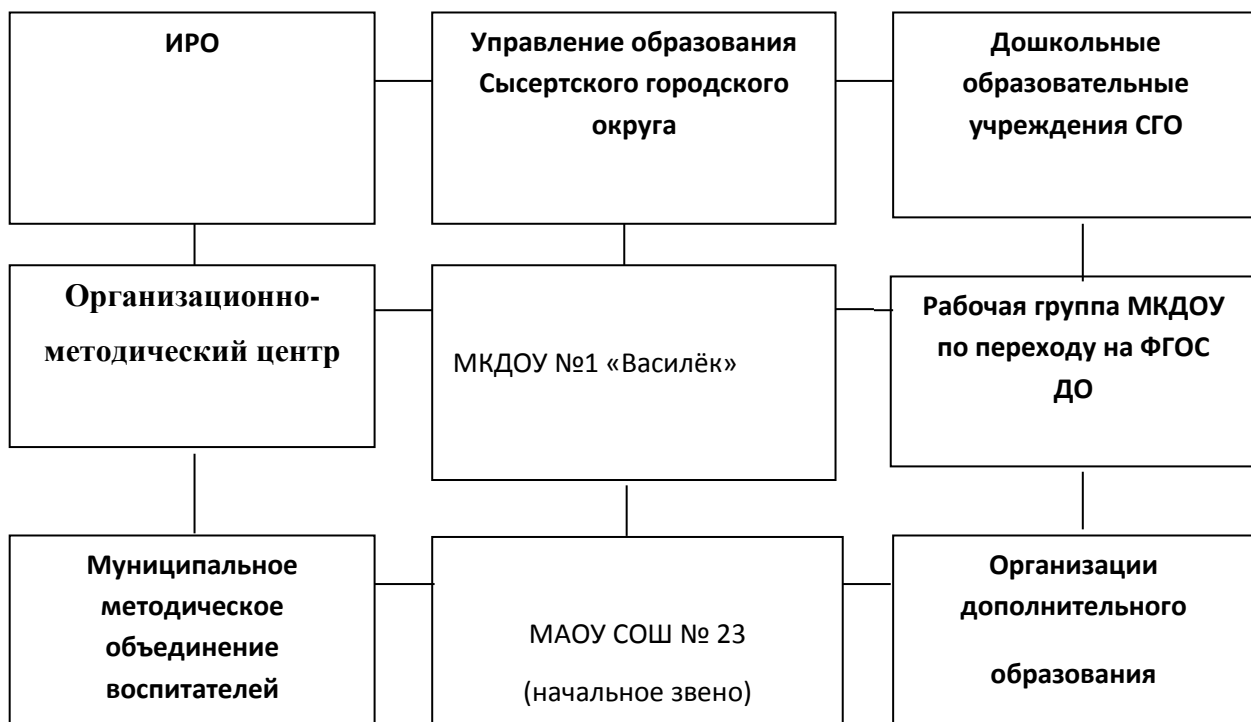 ИРО
Управление образования
Сысертского городского
округа
Дошкольные
образовательные
учреждения СГО
Организационно-
методический центр
МКДОУ №1 «Василёк»
Рабочая группа МКДОУ
по переходу на ФГОС
ДО
Муниципальное
методическое
объединение
воспитателей
МАОУ СОШ № 23
(начальное звено)
Организации
дополнительного
образования